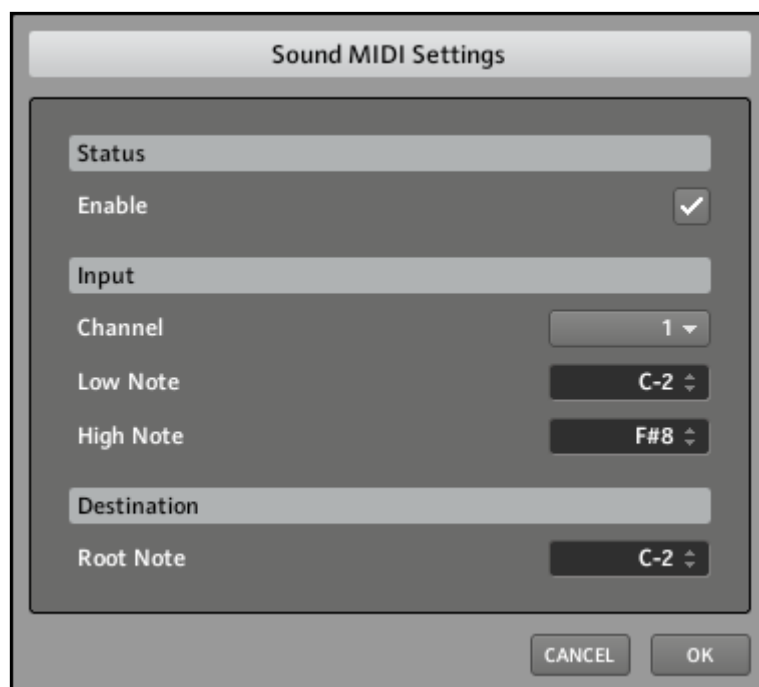 Sound MIDI Settings
Status
Enable
Input
Channel 1
Low Note C-2
High Note F#8
Destination
Root Note C-2
CANCEL OK